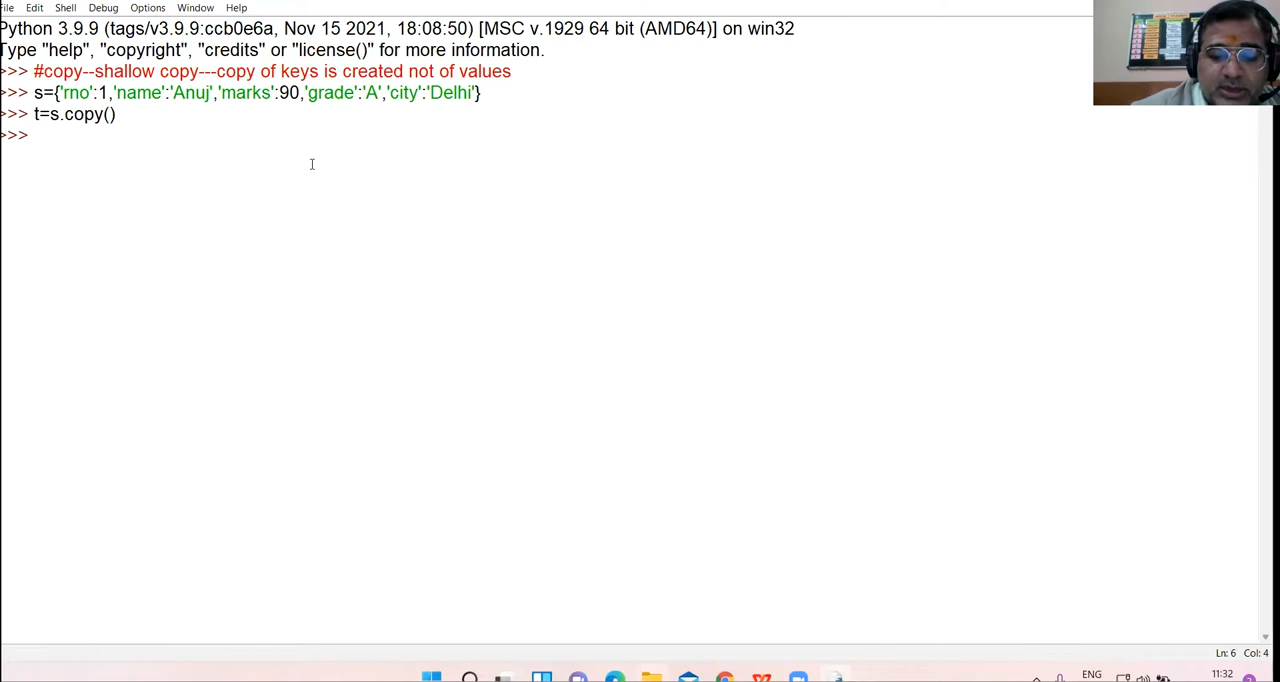 File Edit Shell Debug Options Window Help
Python 3.9.9 (tags/v3.9.9:ccb0e6a, Nov 15 2021, 18:08:50) [MSC v.1929 64 bit (AMD64)] on win32
Type "help", "copyright", "credits" or "license()" for more information.
>>> #copy--shallow copy---copy of keys is created not of values
>>> s={'rno':1,'name':'Anuj','marks':90,'grade':'A','city':'Delhi'}
>>> t=s.copy()
>>>
Ln: 6 Col: 4
ENG
11:32